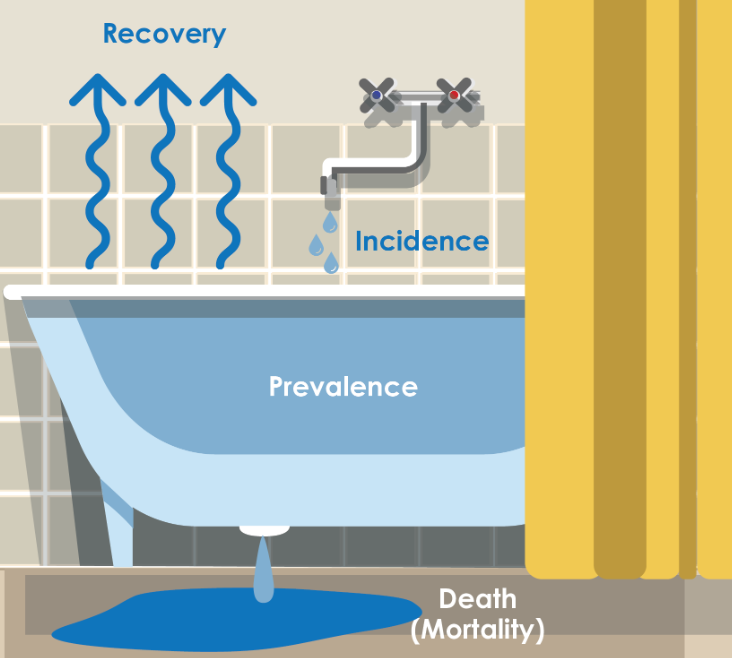 Recovery
Incidence
Prevalence
Death
(Mortality)